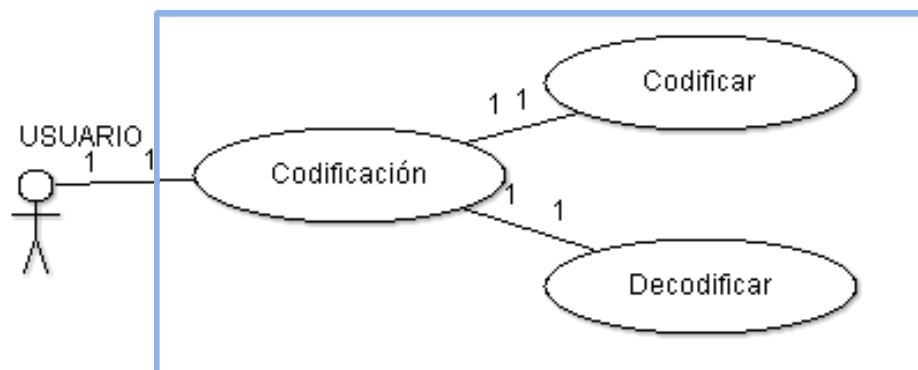 Codificar
1 1
USUARIO
1 1
Codificación
1
1
Decodificar